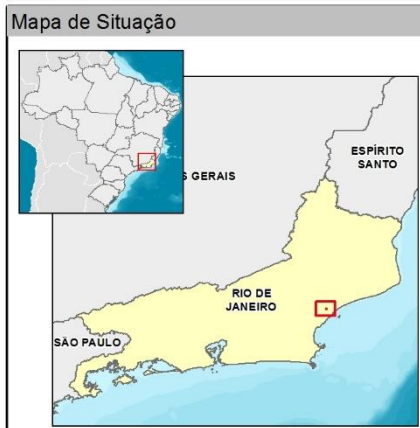 Mapa de Situação
ESPÍRITO
SANTO
S GERAIS
RIO DE
JANEIRO
SÃO PAULO